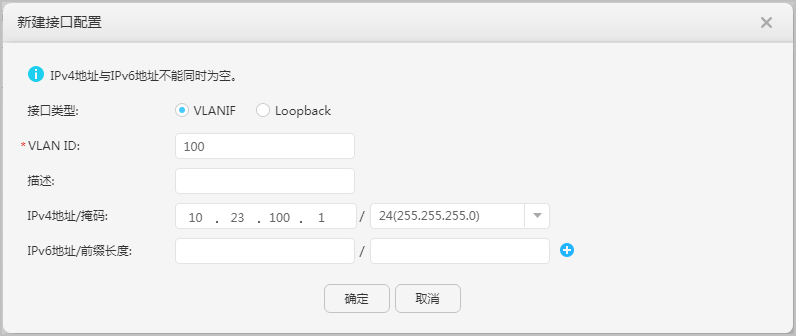 新建接口配置
IPv4地址与IPv6地址不能同时为空。
接口类型: VLANIF Loopback
*VLAN ID: 100
描述:
IPv4地址/掩码: 10 . 23 . 100 . 1 / 24(255.255.255.0)
IPv6地址/前缀长度: /
确定 取消